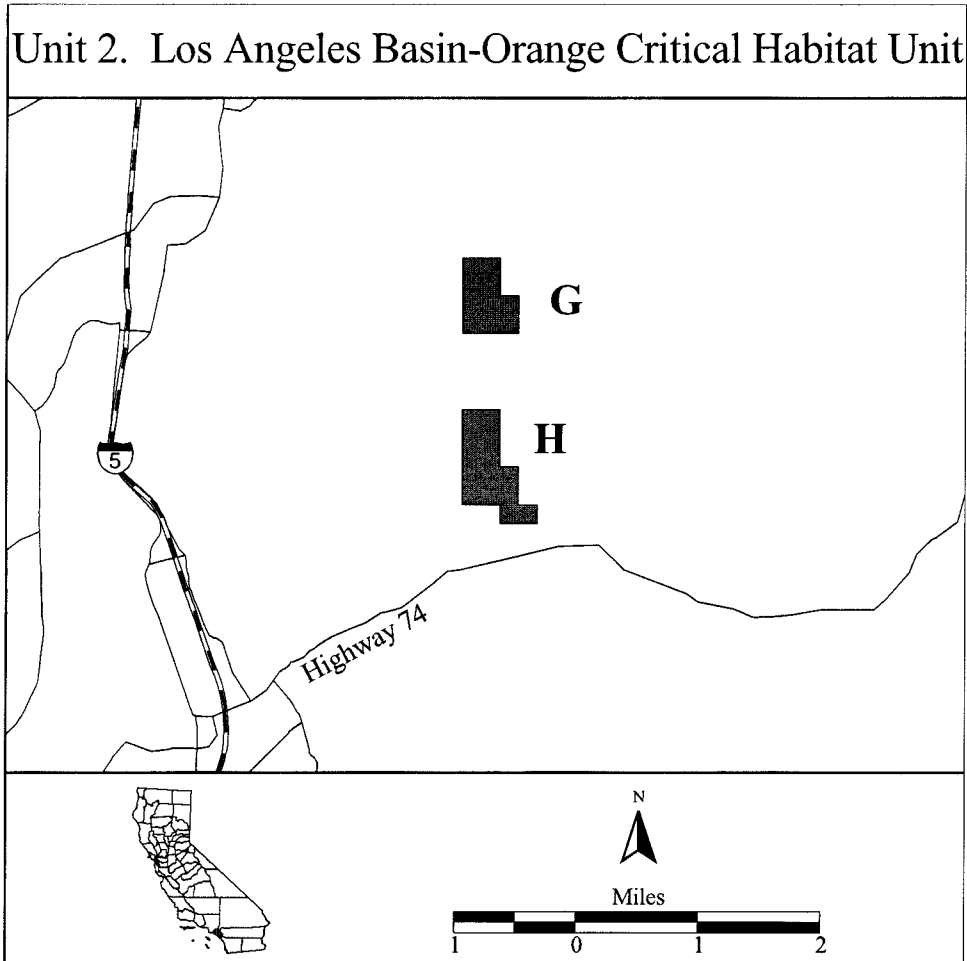 Unit 2. Los Angeles Basin-Orange Critical Habitat Unit
G
H
5
Highway 74
N
Miles
1 0 1 2